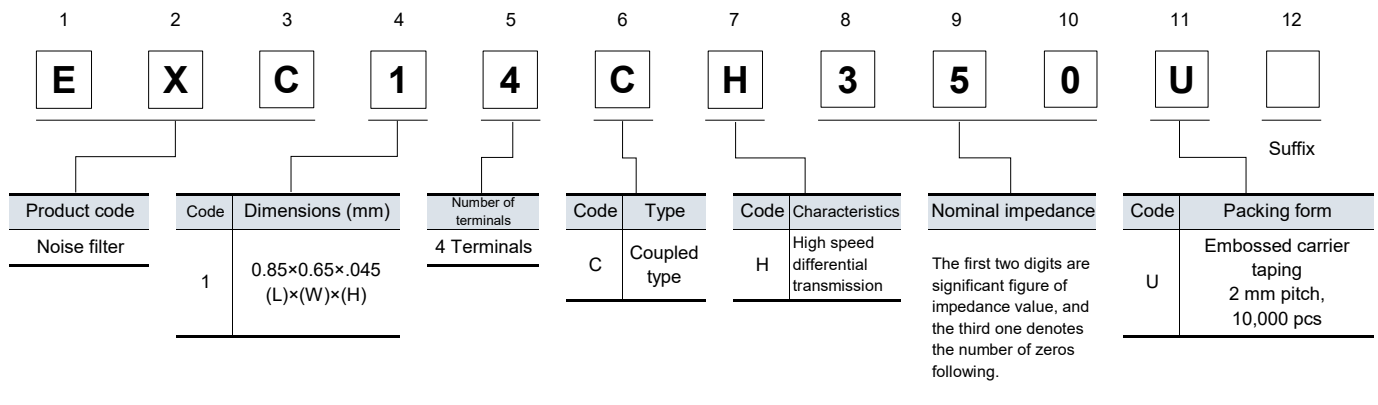 1 2 3 4 5 6 7 8 9 10 11 12
E X C 1 4 C H 3 5 0 U
Suffix
Product code
Noise filter
Code Dimensions (mm)
1
0.85×0.65×.045
(L)×(W)×(H)
Number of
terminals
4 Terminals
Code Type
C
Coupled
type
Code Characteristics
H
High speed
differential
transmission
Nominal impedance
The first two digits are
significant figure of
impedance value, and
the third one denotes
the number of zeros
following.
Code Packing form
U
Embossed carrier
taping
2 mm pitch,
10,000 pcs